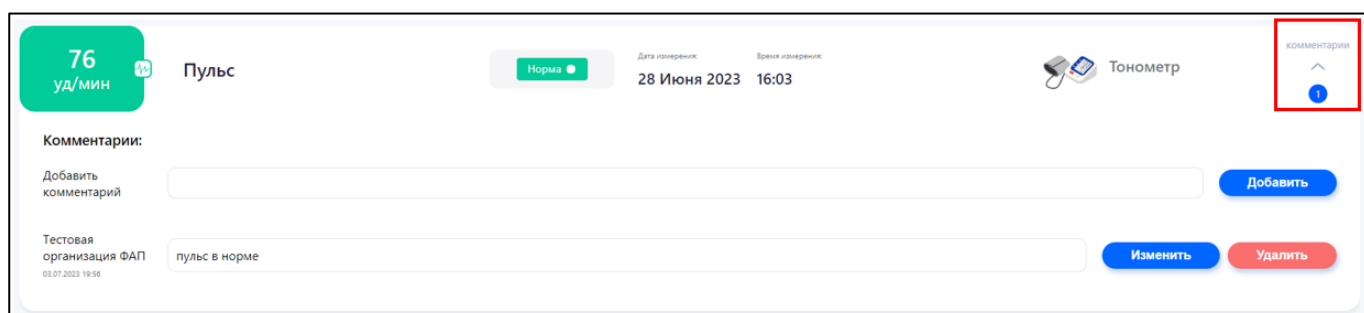 76
уд/мин
Пульс
Норма
Дата измерения:
28 Июня 2023
Время измерения:
16:03
Тонометр
комментарии
1
Комментарии:
Добавить
комментарий
Добавить
Тестовая
организация ФАП
03.07.2023 19:56
пульс в норме
Изменить
Удалить